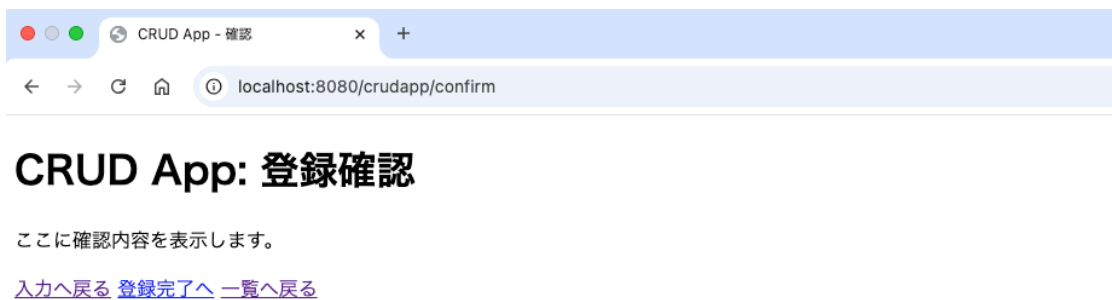 CRUD App - 確認
localhost:8080/crudapp/confirm
CRUD App: 登録確認
ここに確認内容を表示します。
入力へ戻る 登録完了へ 一覧へ戻る